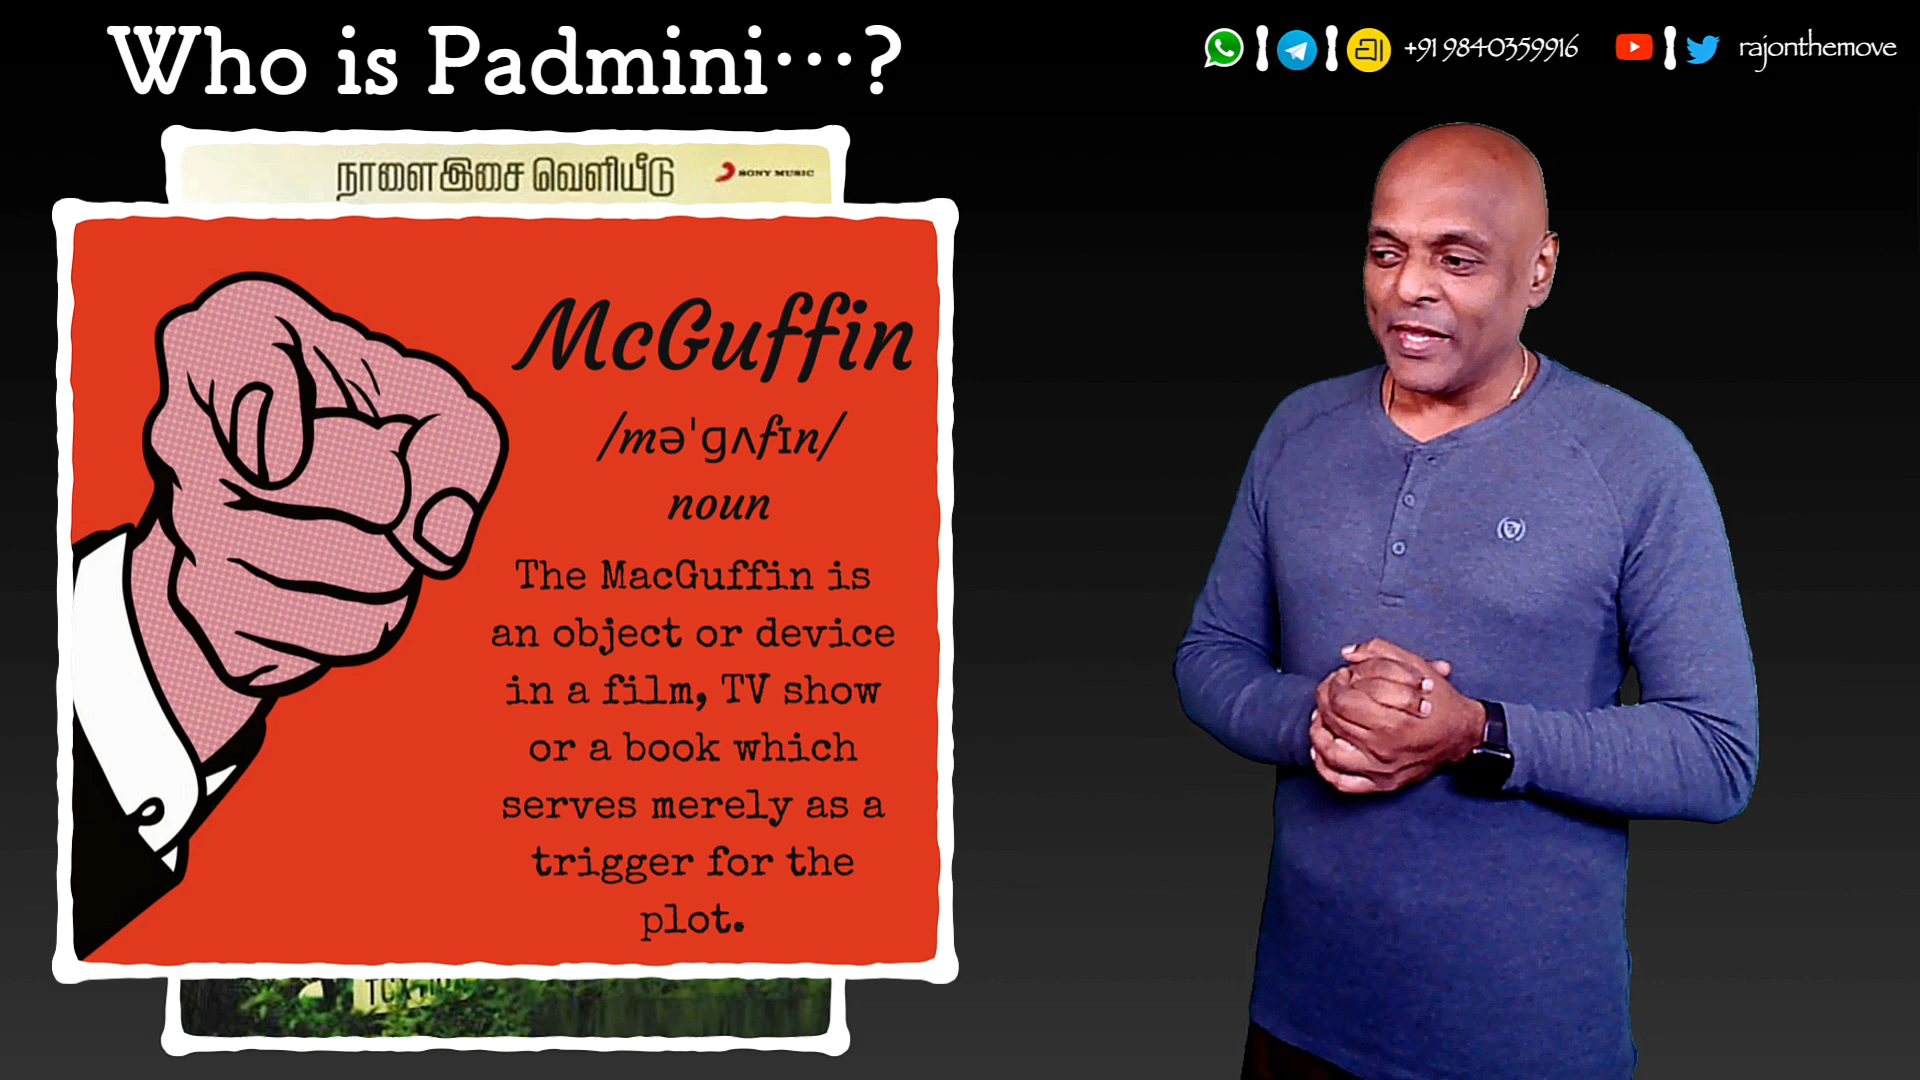 Who is Padmini...?
+91 9840359916
rajonthemove
நாளை இசை வெளியீடு
SONY MUSIC
McGuffin
/məˈɡʌfɪn/
noun
The MacGuffin is
an object or device
in a film, TV show
or a book which
serves merely as a
trigger for the
plot.